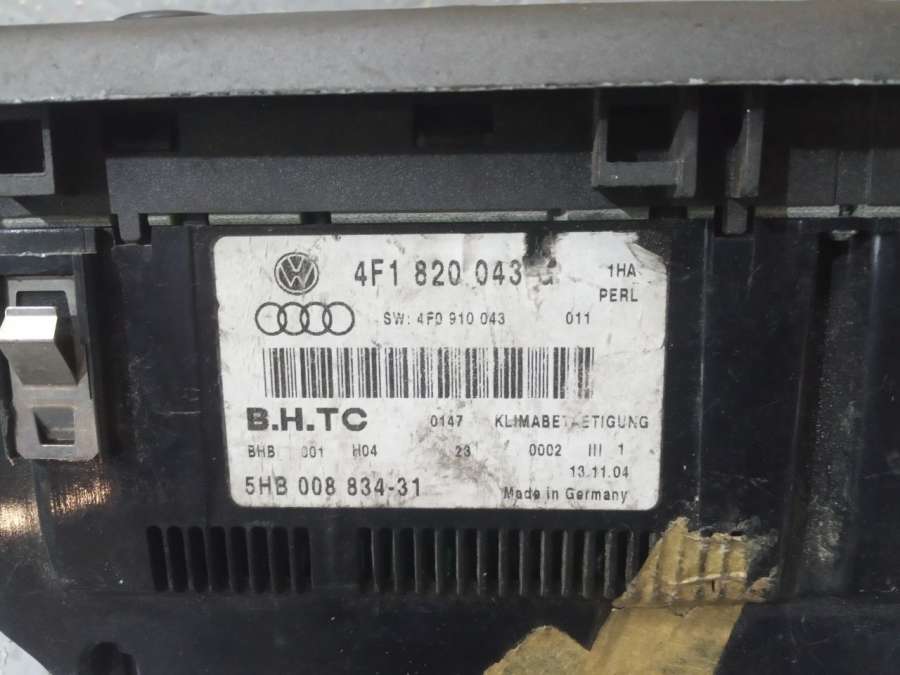 4F1 820 043 G 1HA
PERL
SW: 4F0 910 043 011
B.H.TC 0147 KLIMABETAETIGUNG
BHB 001 H04 23 0002 III 1
13.11.04
5HB 008 834-31 Made in Germany